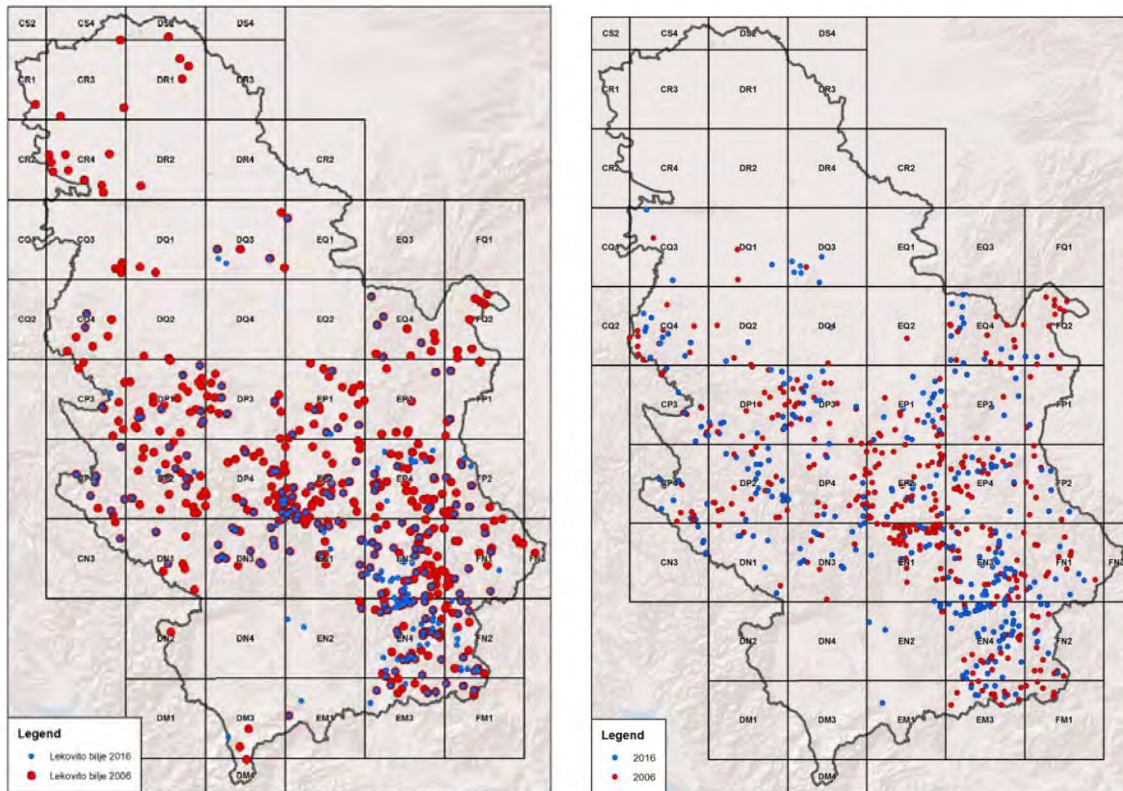 CS2 CS4 DS2 DS4
CR1 CR3 DR1 DR3
CR2 CR4 DR2 DR4 CR2
CQ3 DQ1 DQ3 EQ1 EQ3 FQ1
CQ2 CQ4 DQ2 DQ4 EQ2 EQ4 FQ2
CP3 DP1 DP3 EP1 EP3 FP1
DP2 DP4 EP2 EP4 FP2
CN3 DN1 DN3 EN1 EN3 FN1 FN3
DN2 DN4 EN2 EN4 FN2
DM1 DM3 EM1 EM3 FM1
DM4
Legend
Lekovito bilje 2016
Lekovito bilje 2006
CS2 CS4 DS2 DS4
CR1 CR3 DR1 DR3
CR2 CR4 DR2 DR4 CR2
CQ1 CQ3 DQ1 DQ3 EQ1 EQ3 FQ1
CQ2 CQ4 DQ2 DQ4 EQ2 EQ4 FQ2
CP3 DP1 DP3 EP1 EP3 FP1
DP2 DP4 EP2 EP4 FP2
CN3 DN1 DN3 EN1 EN3 FN1 FN3
DN2 DN4 EN2 EN4 FN2
DM1 DM3 EM1 EM3 FM1
DM4
Legend
2016
2006